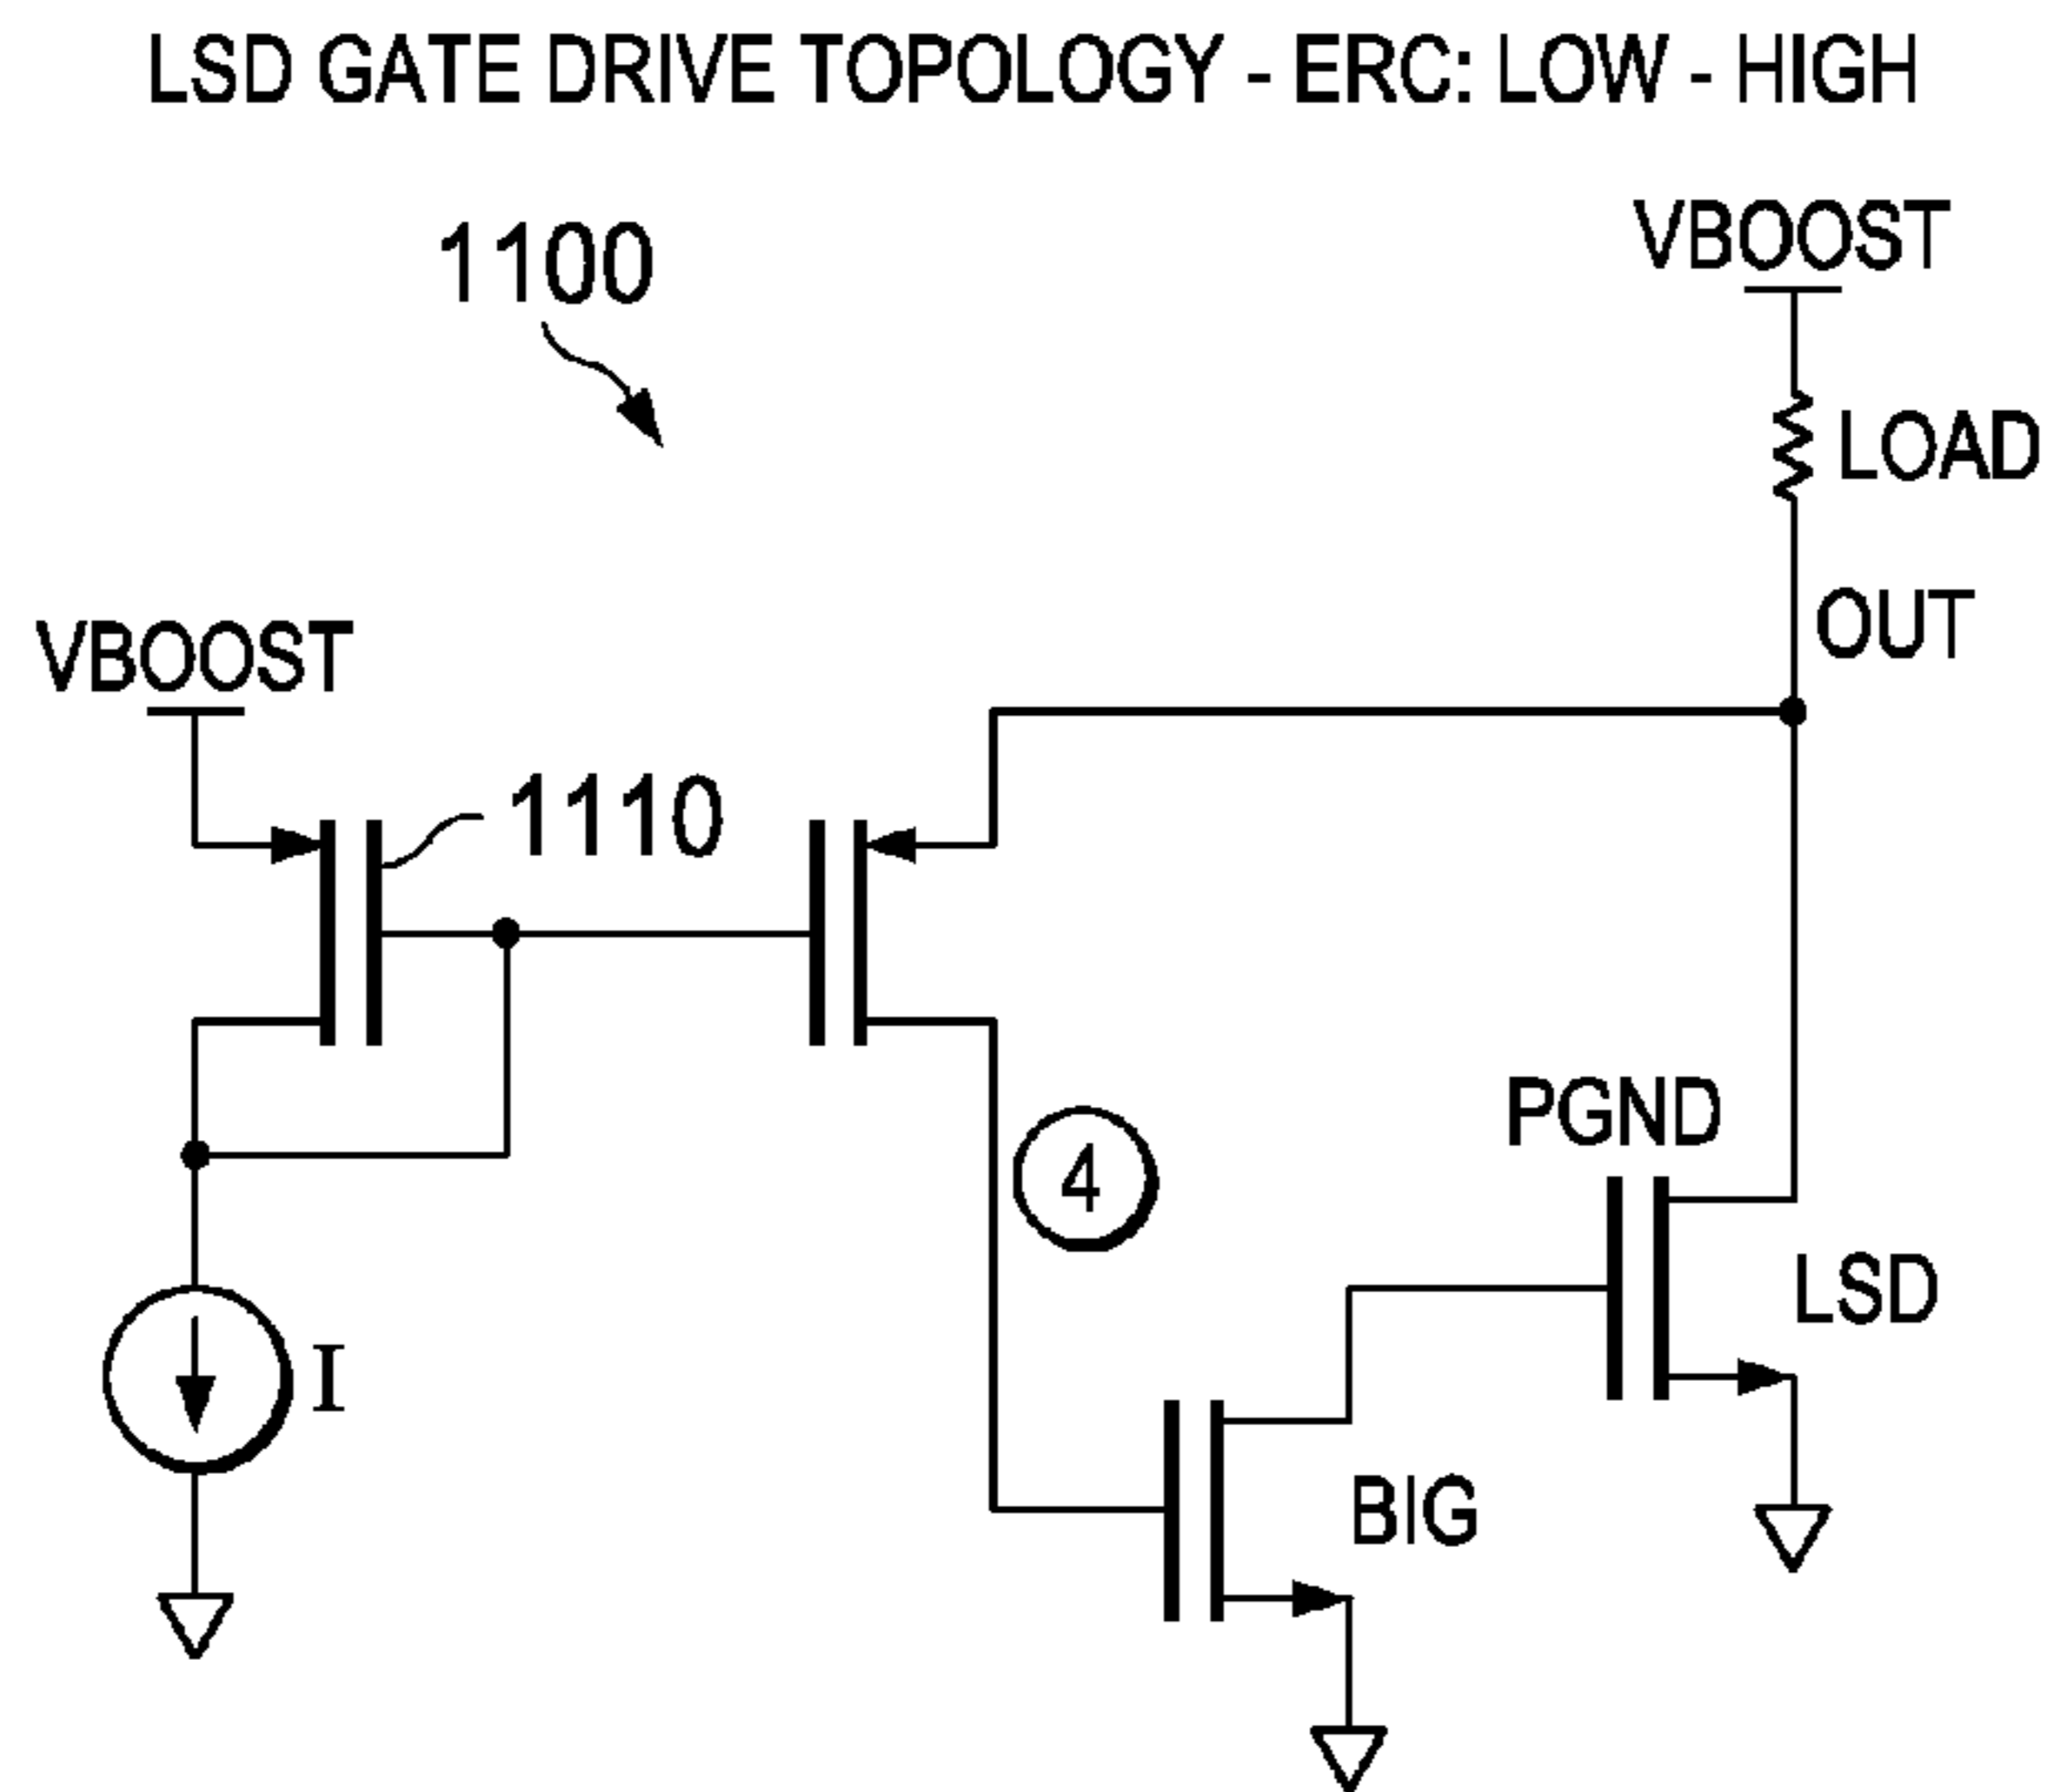 LSD GATE DRIVE TOPOLOGY - ERC: LOW - HIGH
1100
VBOOST
LOAD
OUT
VBOOST
1110
4
PGND
LSD
I
BIG